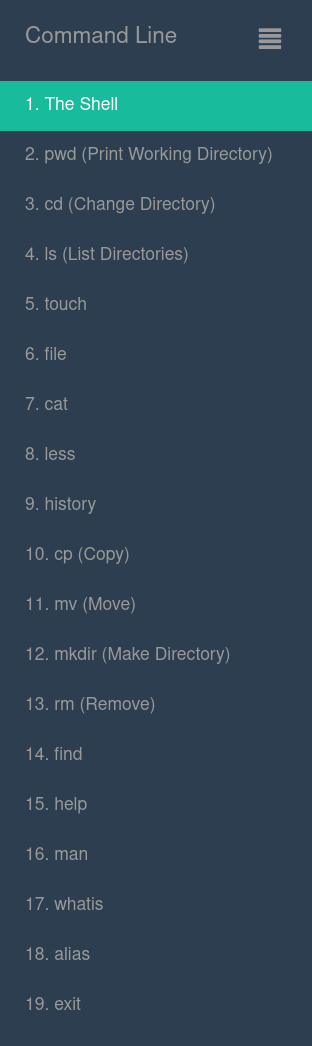 Command Line
1. The Shell
2. pwd (Print Working Directory)
3. cd (Change Directory)
4. ls (List Directories)
5. touch
6. file
7. cat
8. less
9. history
10. cp (Copy)
11. mv (Move)
12. mkdir (Make Directory)
13. rm (Remove)
14. find
15. help
16. man
17. whatis
18. alias
19. exit